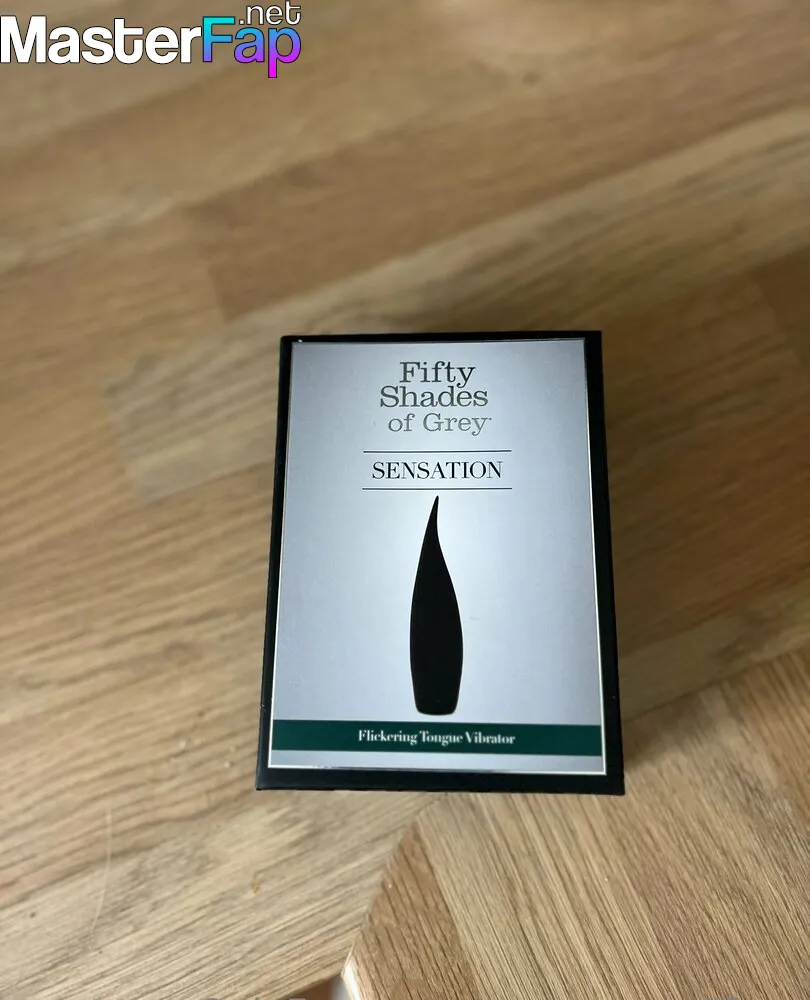 .net
MasterFap
Fifty
Shades
of Grey
SENSATION
Flickering Tongue Vibrator